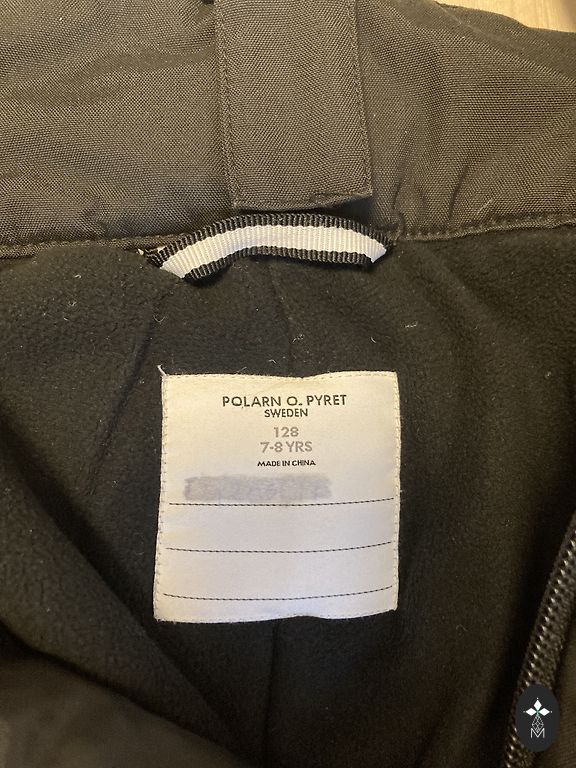 POLARN O. PYRET
SWEDEN
128
7-8 YRS
MADE IN CHINA